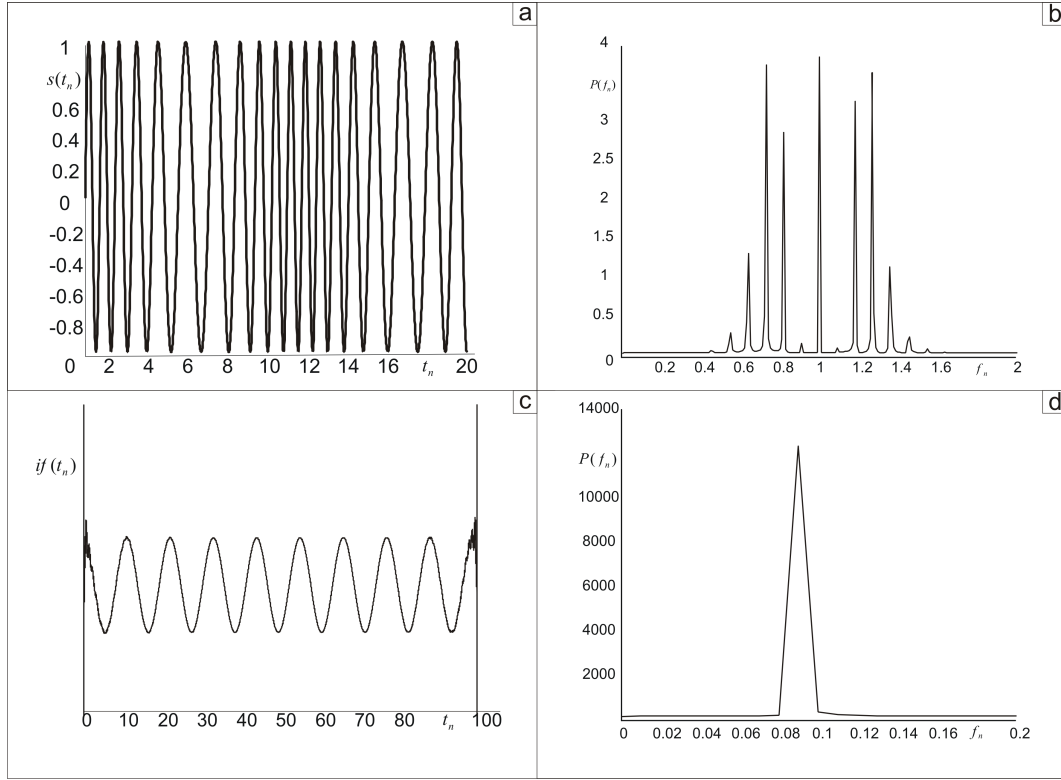 a
1
s(tₙ)
0.6
0.4
0.2
0
-0.2
-0.4
-0.6
-0.8
0 2 4 6 8 10 12 14 16 tₙ 20
b
4
P(fₙ)
3
2.5
2
1.5
1
0.5
0
0.2 0.4 0.6 0.8 1 1.2 1.4 1.6 fₙ 2
c
if(tₙ)
0 10 20 30 40 50 60 70 80 tₙ 100
d
14000
P(fₙ)
10000
8000
6000
4000
2000
0 0.02 0.04 0.06 0.08 0.1 0.12 0.14 0.16 fₙ 0.2